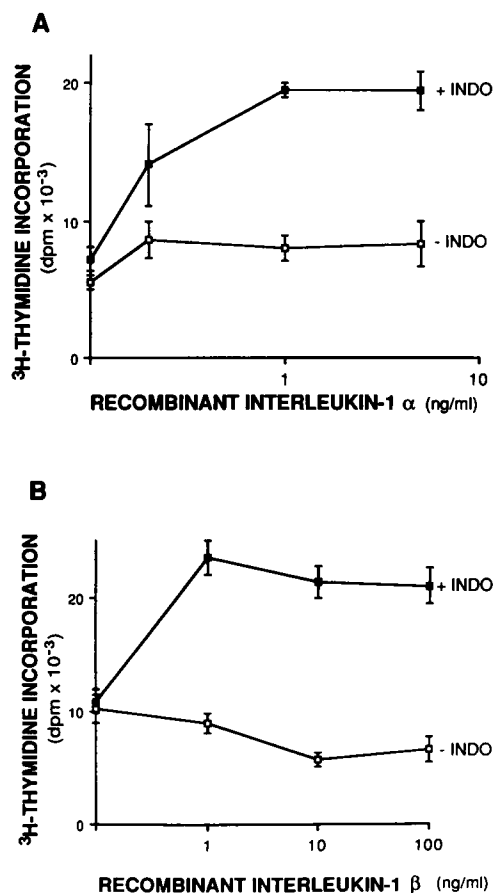 A
³H-THYMIDINE INCORPORATION
(dpm x 10⁻³)
20
10
0
+ INDO
- INDO
1
10
RECOMBINANT INTERLEUKIN-1 α (ng/ml)
B
³H-THYMIDINE INCORPORATION
(dpm x 10⁻³)
20
10
0
+ INDO
- INDO
1
10
100
RECOMBINANT INTERLEUKIN-1 β (ng/ml)